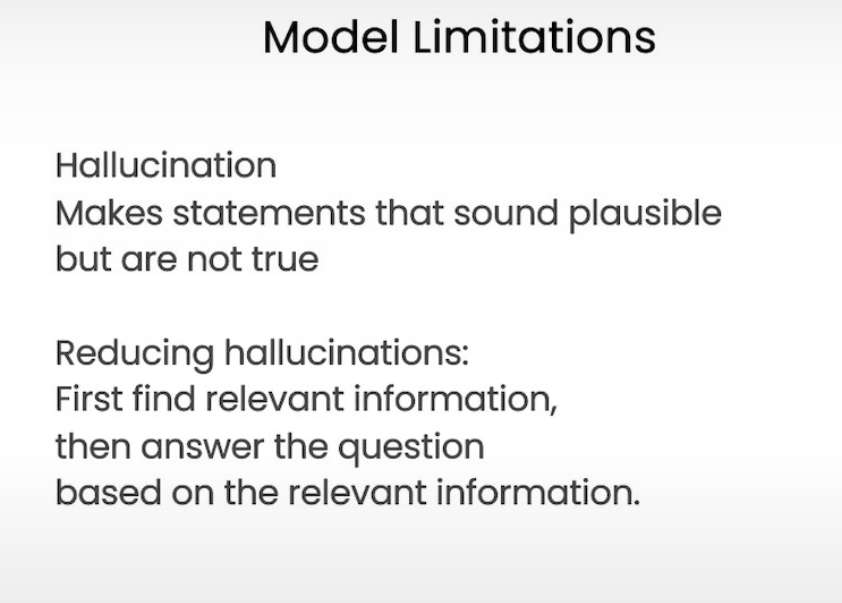 Model Limitations
Hallucination
Makes statements that sound plausible
but are not true
Reducing hallucinations:
First find relevant information,
then answer the question
based on the relevant information.